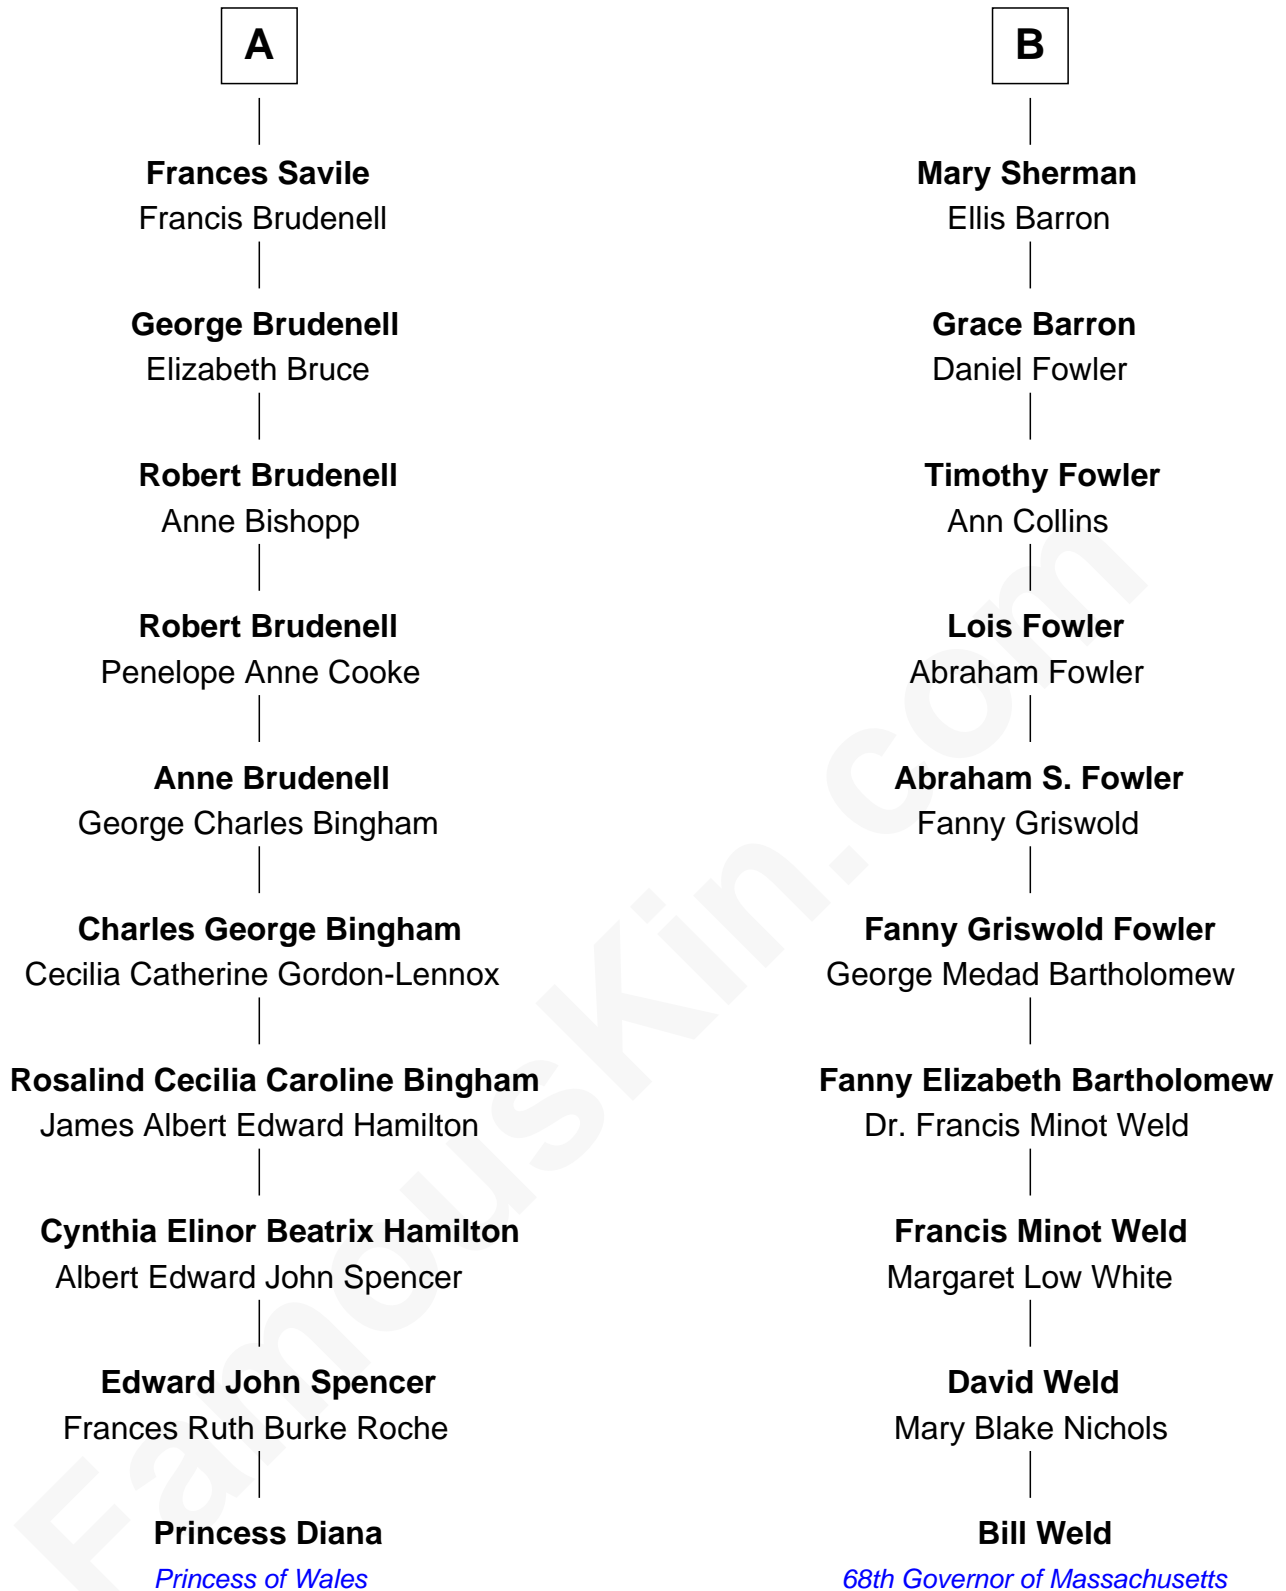 A
Frances Savile
Francis Brudenell
George Brudenell
Elizabeth Bruce
Robert Brudenell
Anne Bishopp
Robert Brudenell
Penelope Anne Cooke
Anne Brudenell
George Charles Bingham
Charles George Bingham
Cecilia Catherine Gordon-Lennox
Rosalind Cecilia Caroline Bingham
James Albert Edward Hamilton
Cynthia Elinor Beatrix Hamilton
Albert Edward John Spencer
Edward John Spencer
Frances Ruth Burke Roche
Princess Diana
Princess of Wales
B
Mary Sherman
Ellis Barron
Grace Barron
Daniel Fowler
Timothy Fowler
Ann Collins
Lois Fowler
Abraham Fowler
Abraham S. Fowler
Fanny Griswold
Fanny Griswold Fowler
George Medad Bartholomew
Fanny Elizabeth Bartholomew
Dr. Francis Minot Weld
Francis Minot Weld
Margaret Low White
David Weld
Mary Blake Nichols
Bill Weld
68th Governor of Massachusetts
FamousKin.com